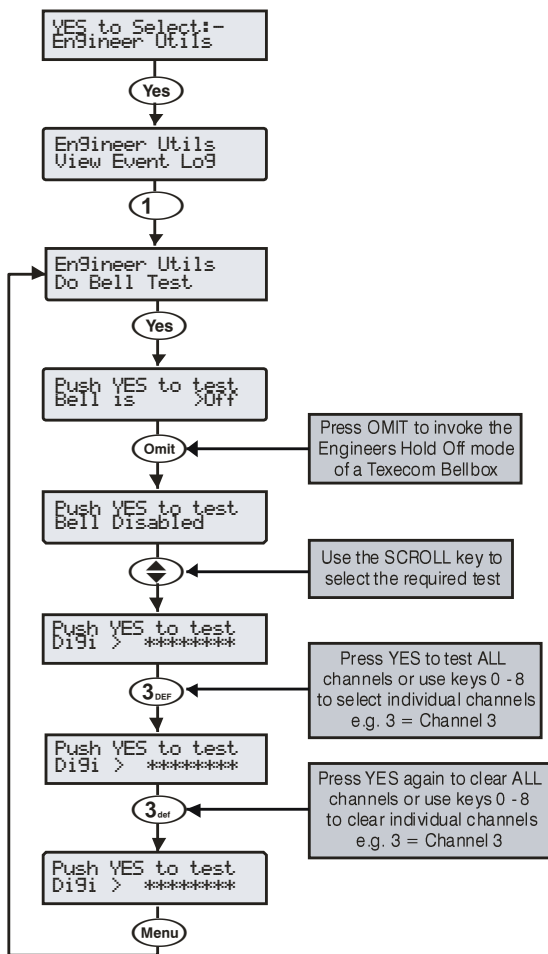 YES to Select:-
Engineer Utils
Yes
Engineer Utils
View Event Log
1
Engineer Utils
Do Bell Test
Yes
Push YES to test
Bell is >Off
Omit
Press OMIT to invoke the
Engineers Hold Off mode
of a Texecom Bellbox
Push YES to test
Bell Disabled
Use the SCROLL key to
select the required test
Push YES to test
Digi > ********
3DEF
Press YES to test ALL
channels or use keys 0 - 8
to select individual channels
e.g. 3 = Channel 3
Push YES to test
Digi > ********
3def
Press YES again to clear ALL
channels or use keys 0 - 8
to clear individual channels
e.g. 3 = Channel 3
Push YES to test
Digi > ********
Menu